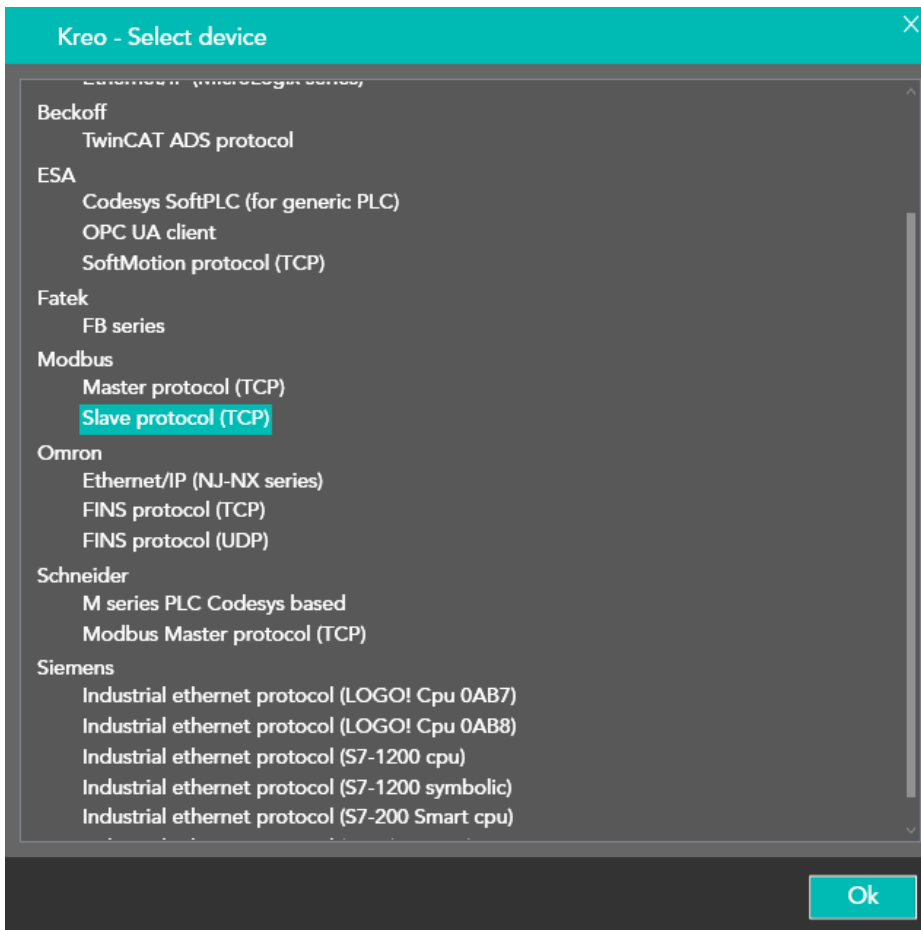 Kreo - Select device
Ethernet/IP (MicroLogix series)
Beckoff
TwinCAT ADS protocol
ESA
Codesys SoftPLC (for generic PLC)
OPC UA client
SoftMotion protocol (TCP)
Fatek
FB series
Modbus
Master protocol (TCP)
Slave protocol (TCP)
Omron
Ethernet/IP (NJ-NX series)
FINS protocol (TCP)
FINS protocol (UDP)
Schneider
M series PLC Codesys based
Modbus Master protocol (TCP)
Siemens
Industrial ethernet protocol (LOGO! Cpu 0AB7)
Industrial ethernet protocol (LOGO! Cpu 0AB8)
Industrial ethernet protocol (S7-1200 cpu)
Industrial ethernet protocol (S7-1200 symbolic)
Industrial ethernet protocol (S7-200 Smart cpu)
Ok